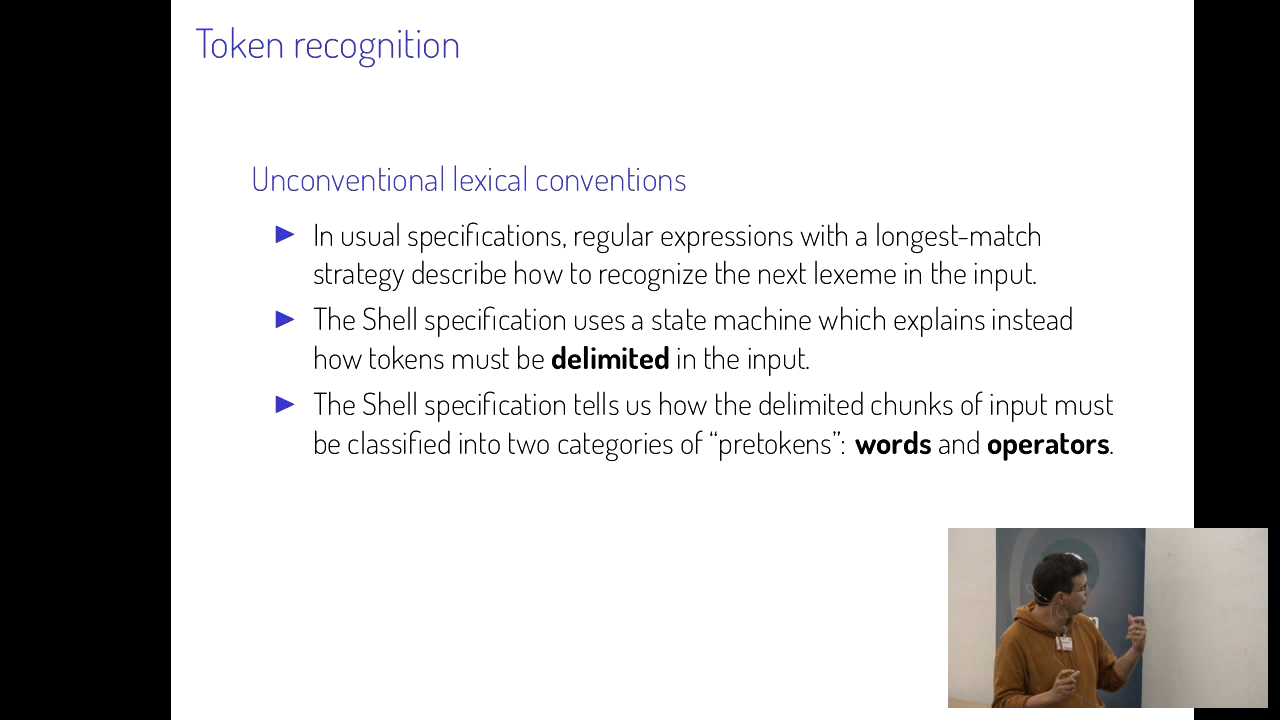 Token recognition
Unconventional lexical conventions
▶ In usual specifications, regular expressions with a longest-match
strategy describe how to recognize the next lexeme in the input.
▶ The Shell specification uses a state machine which explains instead
how tokens must be delimited in the input.
▶ The Shell specification tells us how the delimited chunks of input must
be classified into two categories of “pretokens”: words and operators.